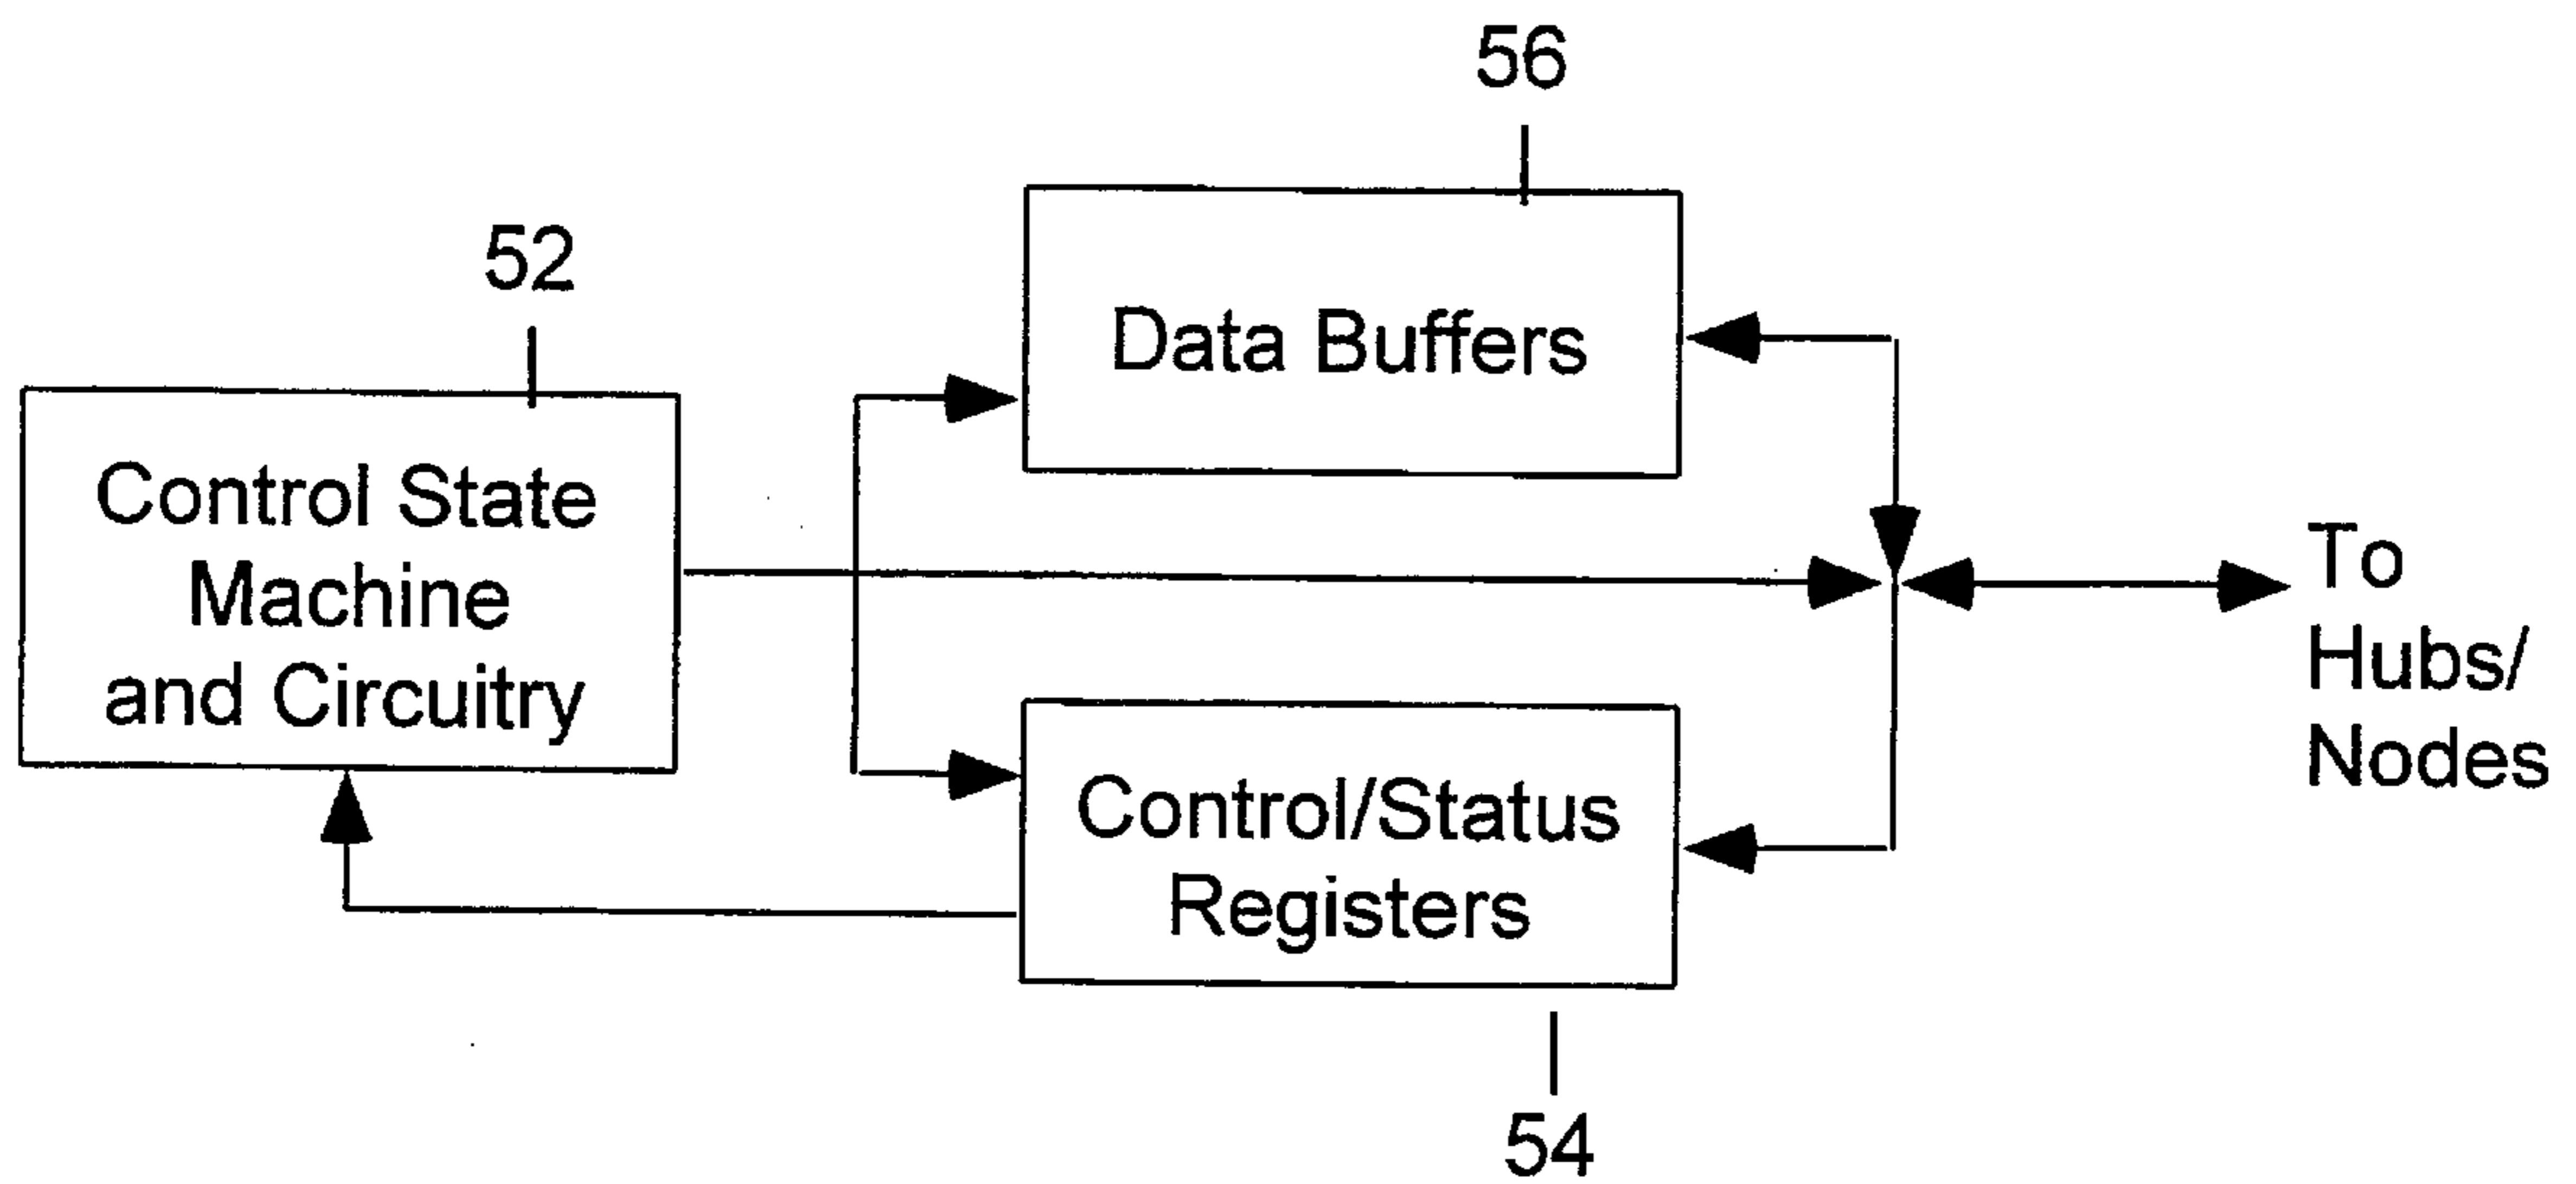 56
52
Data Buffers
Control State
Machine
and Circuitry
To
Hubs/
Nodes
Control/Status
Registers
54